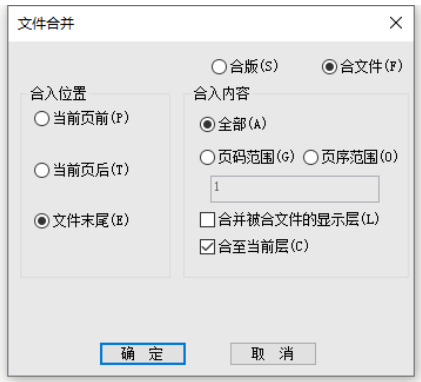 文件合并
合版(S) 合文件(F)
合入位置
当前页前(P)
当前页后(T)
文件末尾(E)
合入内容
全部(A)
页码范围(G) 页序范围(O)
1
合并被合文件的显示层(L)
合至当前层(C)
确 定 取 消